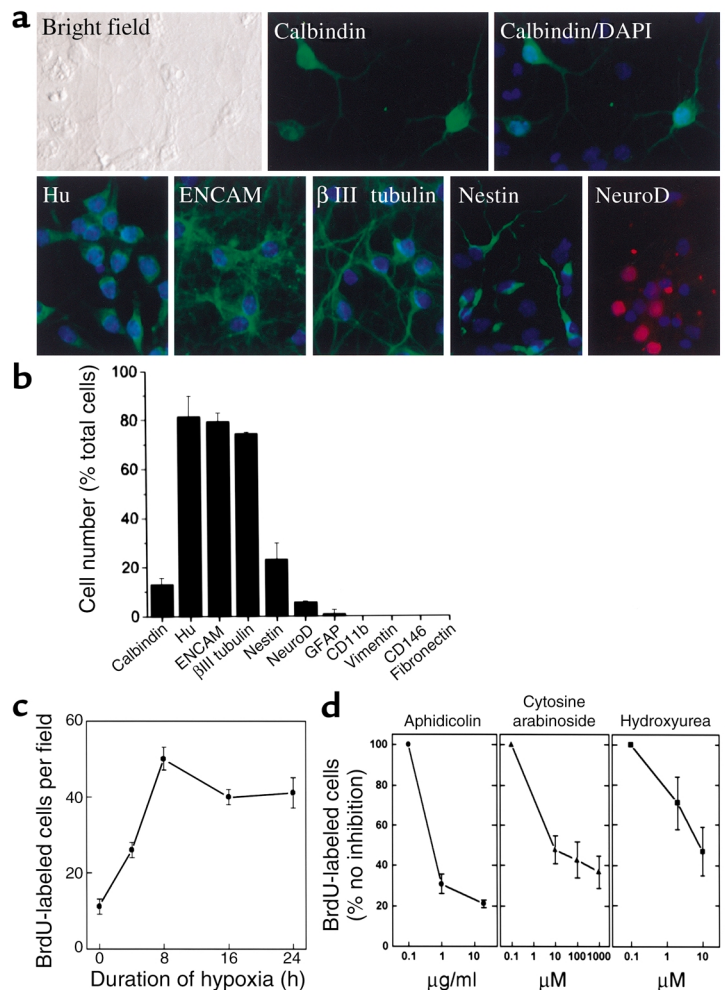 a
Bright field
Calbindin
Calbindin/DAPI
Hu
ENCAM
βIII tubulin
Nestin
NeuroD
b
Cell number (% total cells)
100
80
60
40
20
0
Calbindin
Hu
ENCAM
βIII tubulin
Nestin
NeuroD
GFAP
CD11b
Vimentin
CD146
Fibronectin
c
BrdU-labeled cells per field
60
40
20
0
0
8
16
24
Duration of hypoxia (h)
d
BrdU-labeled cells
(% no inhibition)
Aphidicolin
Cytosine
arabinoside
Hydroxyurea
100
80
60
40
20
0
0.1
1
10
0.1
1
10
100
1000
0.1
1
10
μg/ml
μM
μM